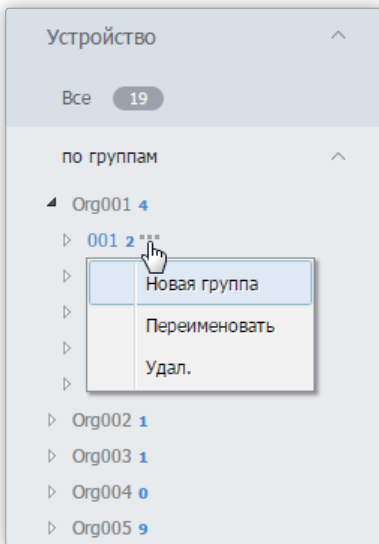 Устройство
Все 19
по группам
Org001 4
001 2
Новая группа
Переименовать
Удал.
Org002 1
Org003 1
Org004 0
Org005 9